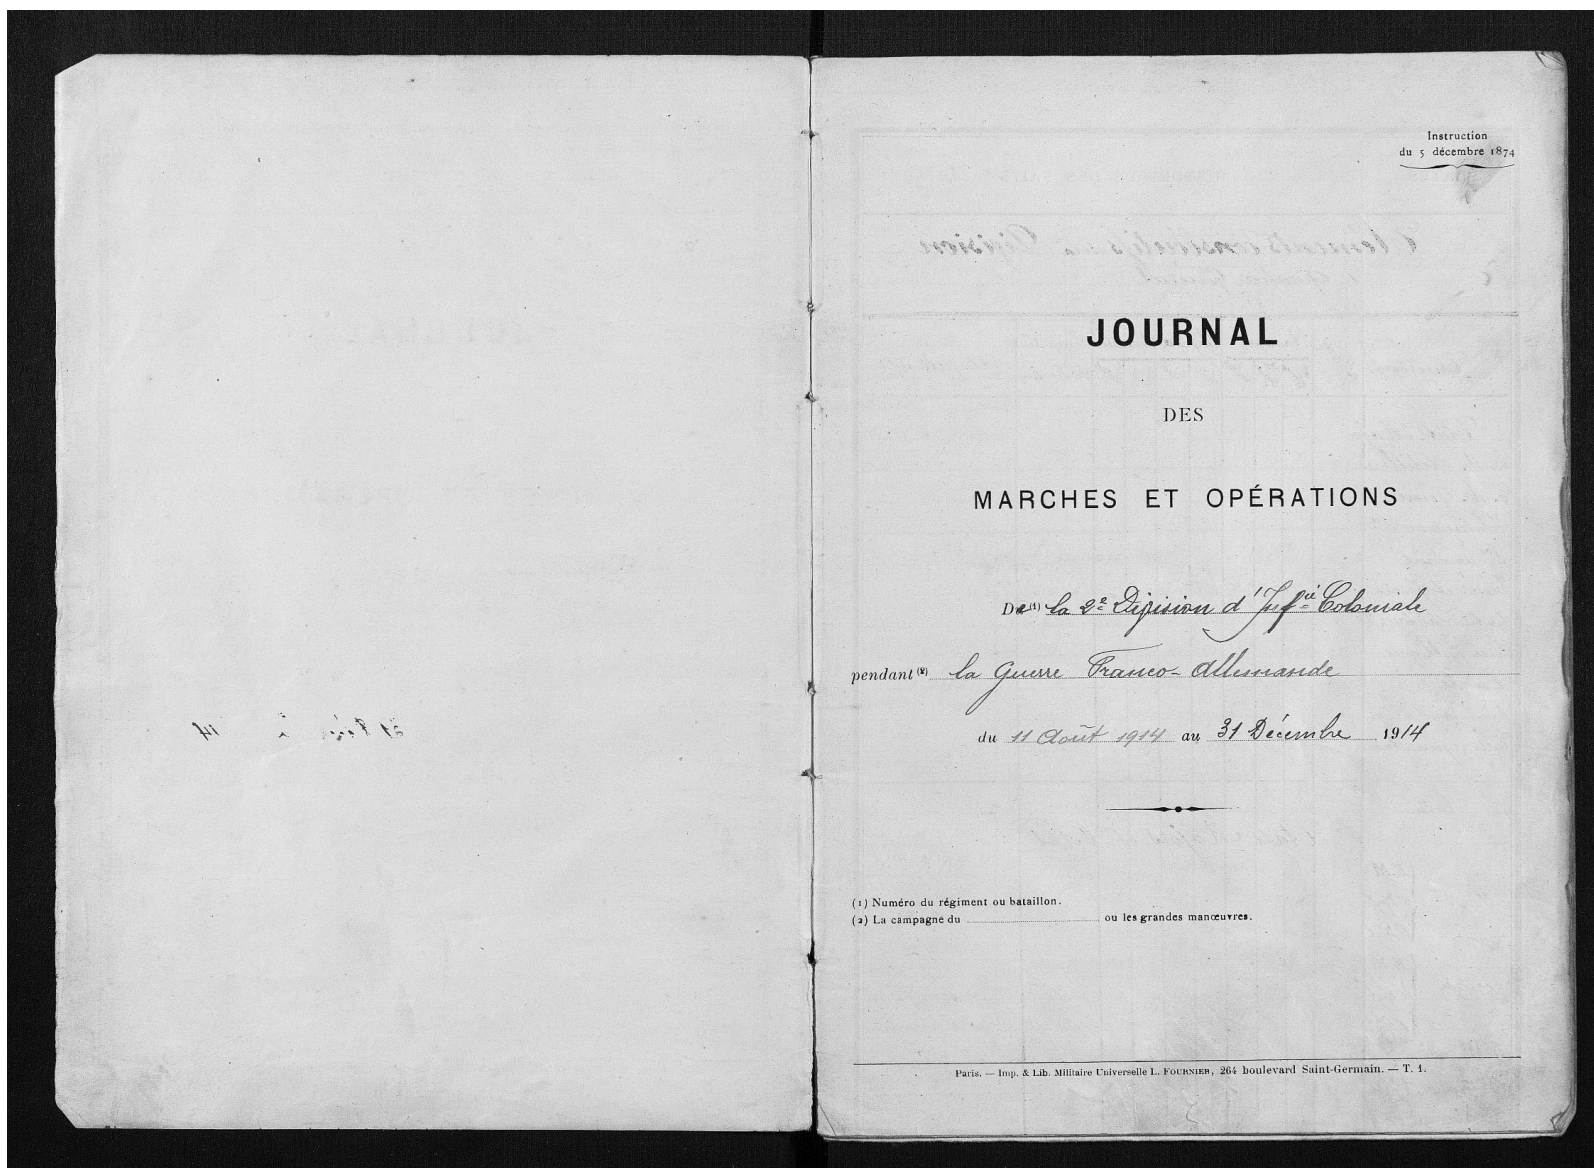 Instruction
du 5 décembre 1874
JOURNAL
DES
MARCHES ET OPÉRATIONS
De (1) la 2e Division d'Infie Coloniale
pendant (2) la Guerre Franco-Allemande
du 11 Août 1914 au 31 Décembre 1914
(1) Numéro du régiment ou bataillon.
(2) La campagne du ou les grandes manœuvres.
Paris. — Imp. & Lib. Militaire Universelle L. FOURNIER, 264 boulevard Saint-Germain. — T. 1.